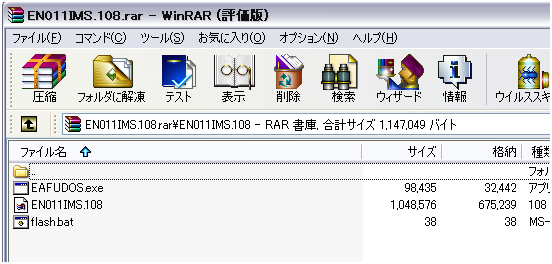 EN011IMS.108.rar - WinRAR (評価版)
ファイル(F) コマンド(C) ツール(S) お気に入り(O) オプション(N) ヘルプ(H)
圧縮 フォルダに解凍 テスト 表示 削除 検索 ウィザード 情報 ウイルススキ
EN011IMS.108.rar¥EN011IMS.108 - RAR 書庫, 合計サイズ 1,147,049 バイト
ファイル名 サイズ 格納 種類
.. フォル
EAFUDOS.exe 98,435 32,442 アプリ
EN011IMS.108 1,048,576 675,239 108
flash.bat 38 38 MS-